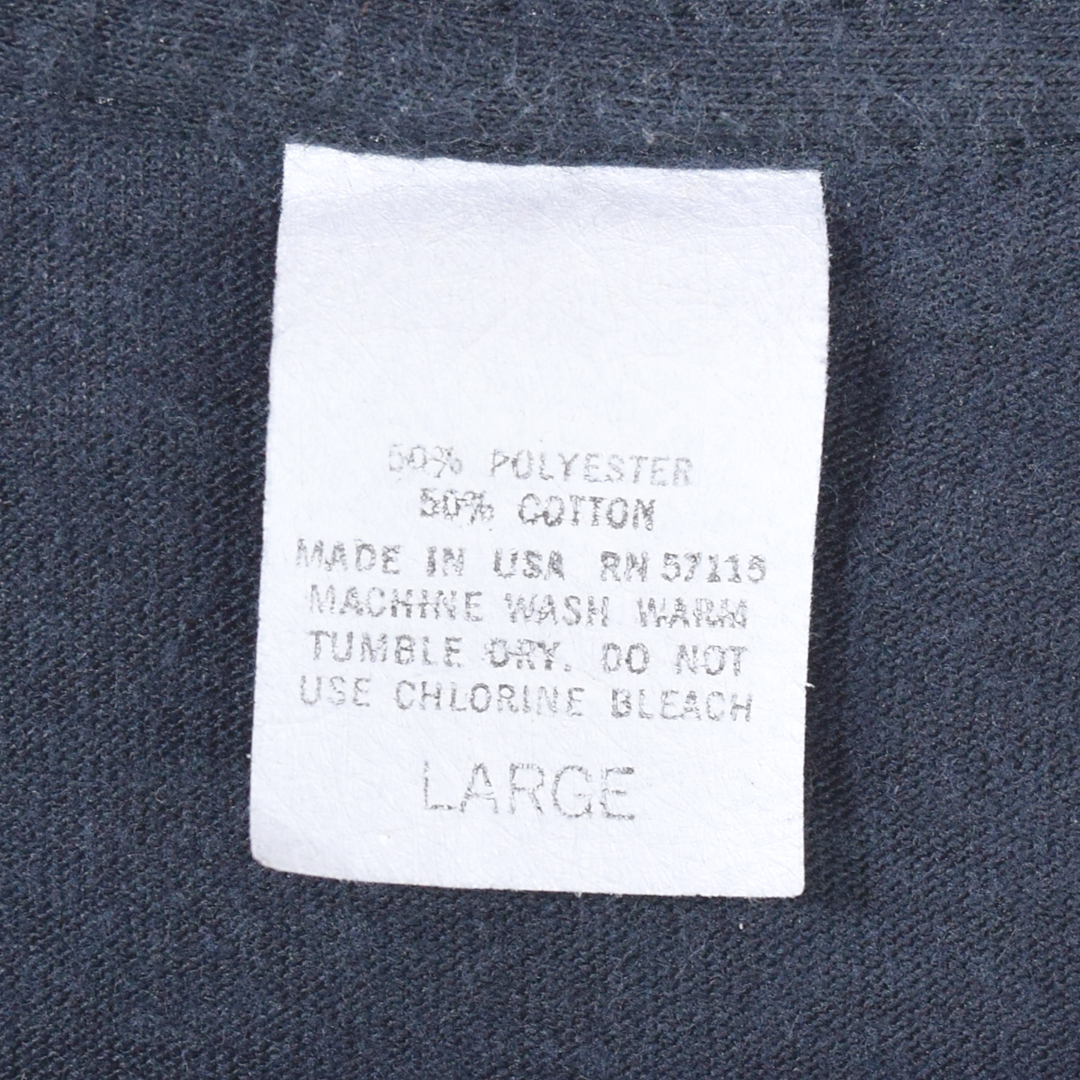 50% POLYESTER
50% COTTON
MADE IN USA RN 57115
MACHINE WASH WARM
TUMBLE DRY. DO NOT
USE CHLORINE BLEACH
LARGE